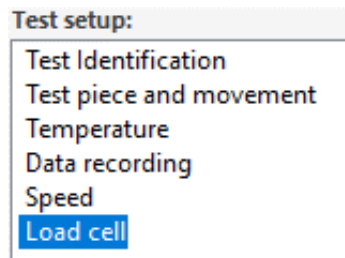 Test setup:
Test Identification
Test piece and movement
Temperature
Data recording
Speed
Load cell